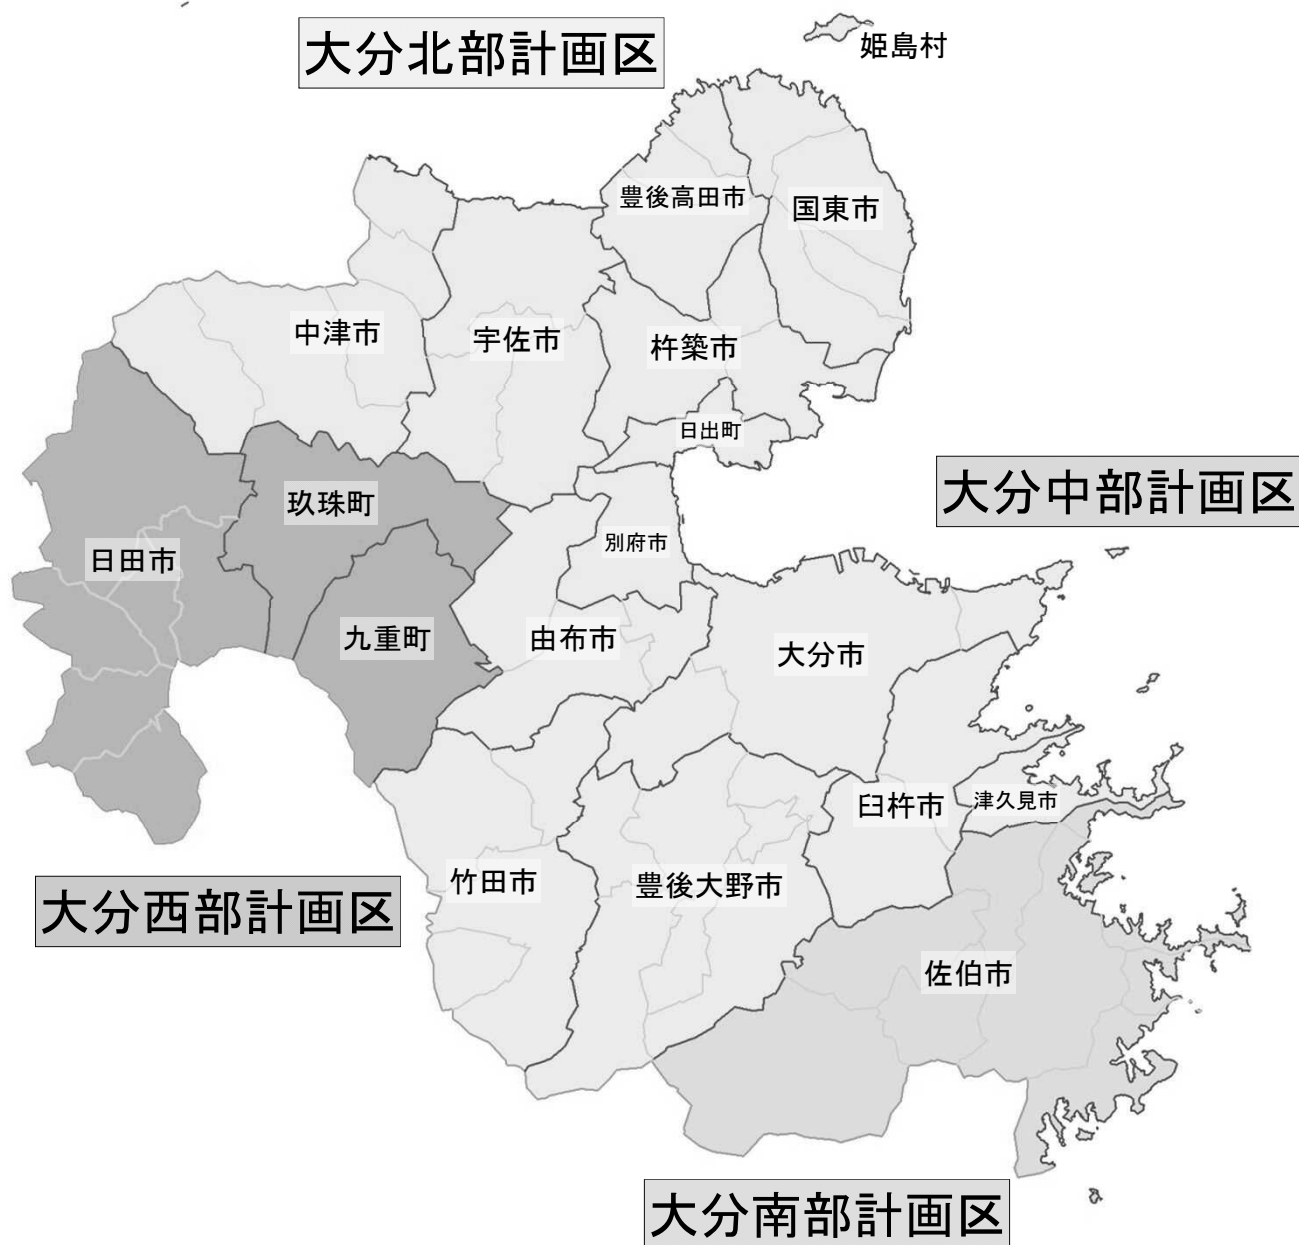 大分北部計画区
姫島村
豊後高田市
国東市
中津市
宇佐市
杵築市
日出町
大分中部計画区
玖珠町
別府市
日田市
九重町
由布市
大分市
臼杵市
津久見市
竹田市
豊後大野市
大分西部計画区
佐伯市
大分南部計画区